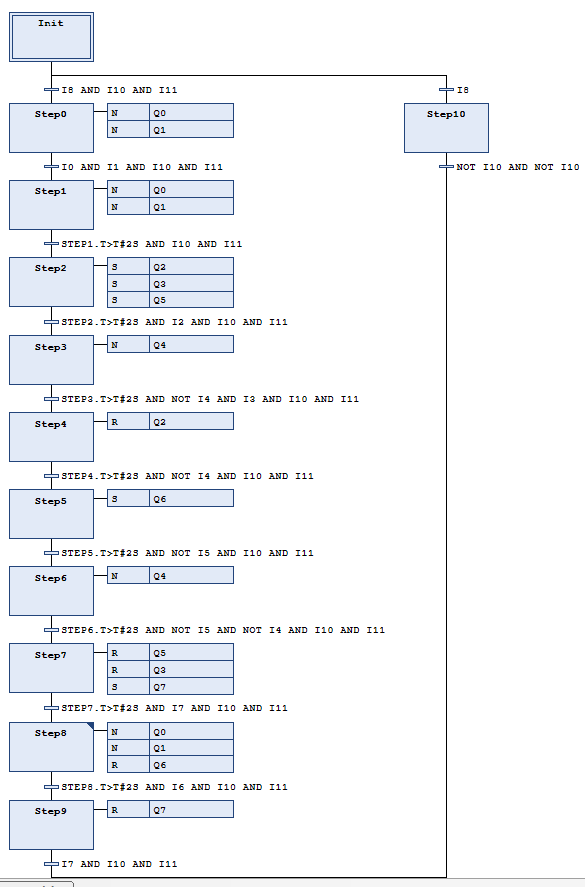 Init
I8 AND I10 AND I11
I8
Step0
N Q0
N Q1
Step10
I0 AND I1 AND I10 AND I11
NOT I10 AND NOT I10
Step1
N Q0
N Q1
STEP1.T>T#2S AND I10 AND I11
Step2
S Q2
S Q3
S Q5
STEP2.T>T#2S AND I2 AND I10 AND I11
Step3
N Q4
STEP3.T>T#2S AND NOT I4 AND I3 AND I10 AND I11
Step4
R Q2
STEP4.T>T#2S AND NOT I4 AND I10 AND I11
Step5
S Q6
STEP5.T>T#2S AND NOT I5 AND I10 AND I11
Step6
N Q4
STEP6.T>T#2S AND NOT I5 AND NOT I4 AND I10 AND I11
Step7
R Q5
R Q3
S Q7
STEP7.T>T#2S AND I7 AND I10 AND I11
Step8
N Q0
N Q1
R Q6
STEP8.T>T#2S AND I6 AND I10 AND I11
Step9
R Q7
I7 AND I10 AND I11